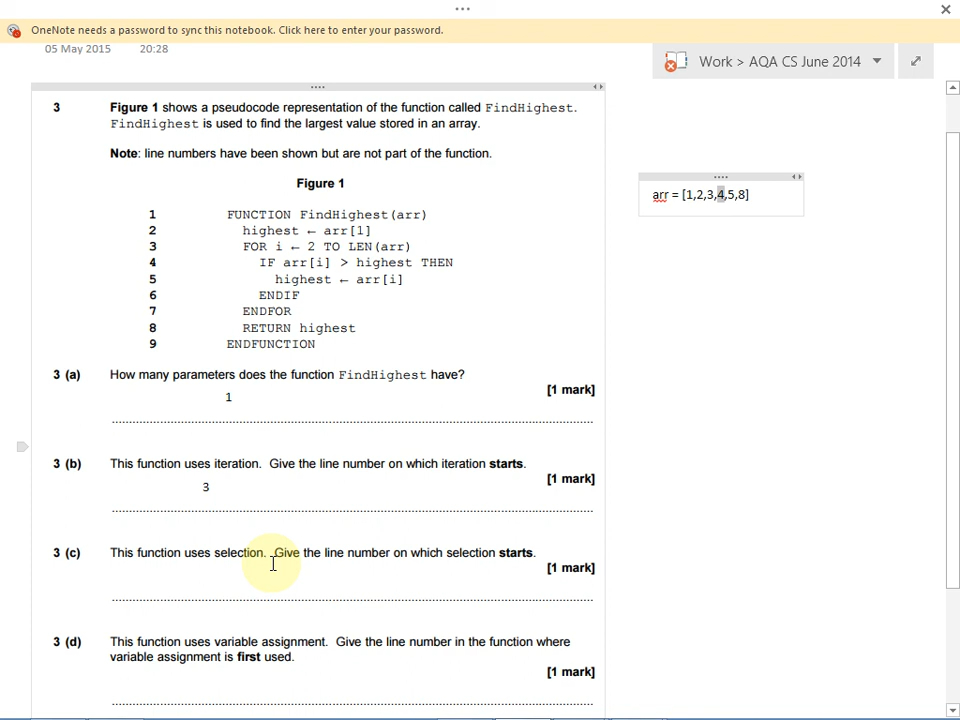 OneNote needs a password to sync this notebook. Click here to enter your password.
05 May 2015 20:28
Work > AQA CS June 2014
3 Figure 1 shows a pseudocode representation of the function called FindHighest.
FindHighest is used to find the largest value stored in an array.
Note: line numbers have been shown but are not part of the function.
arr = [1,2,3,4,5,8]
Figure 1
1 FUNCTION FindHighest(arr)
2 highest ← arr[1]
3 FOR i ← 2 TO LEN(arr)
4 IF arr[i] > highest THEN
5 highest ← arr[i]
6 ENDIF
7 ENDFOR
8 RETURN highest
9 ENDFUNCTION
3 (a) How many parameters does the function FindHighest have?
[1 mark]
1
3 (b) This function uses iteration. Give the line number on which iteration starts.
[1 mark]
3
3 (c) This function uses selection. Give the line number on which selection starts.
[1 mark]
3 (d) This function uses variable assignment. Give the line number in the function where
variable assignment is first used.
[1 mark]